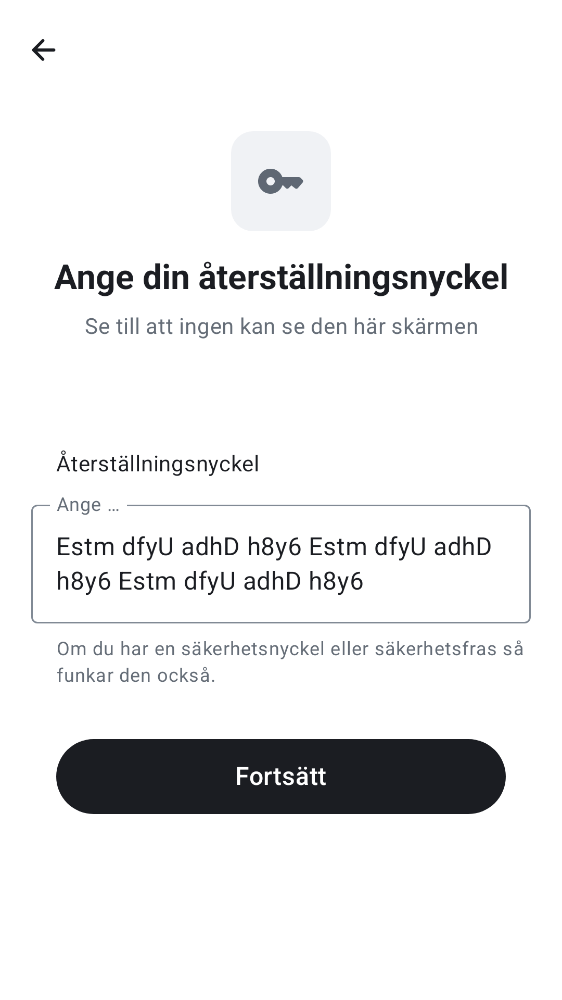 Ange din återställningsnyckel
Se till att ingen kan se den här skärmen
Återställningsnyckel
Ange ...
Estm dfyU adhD h8y6 Estm dfyU adhD
h8y6 Estm dfyU adhD h8y6
Om du har en säkerhetsnyckel eller säkerhetsfras så
funkar den också.
Fortsätt